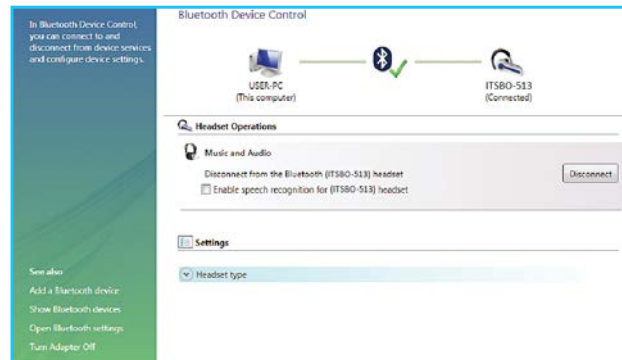 In Bluetooth Device Control,
you can connect to and
disconnect from device services
and configure device settings.
Bluetooth Device Control
USER-PC
(This computer)
ITSBO-513
(Connected)
Headset Operations
Music and Audio
Disconnect from the Bluetooth (ITSBO-513) headset
Disconnect
Enable speech recognition for (ITSBO-513) headset
Settings
Headset type
See also
Add a Bluetooth device
Show Bluetooth devices
Open Bluetooth settings
Turn Adapter Off